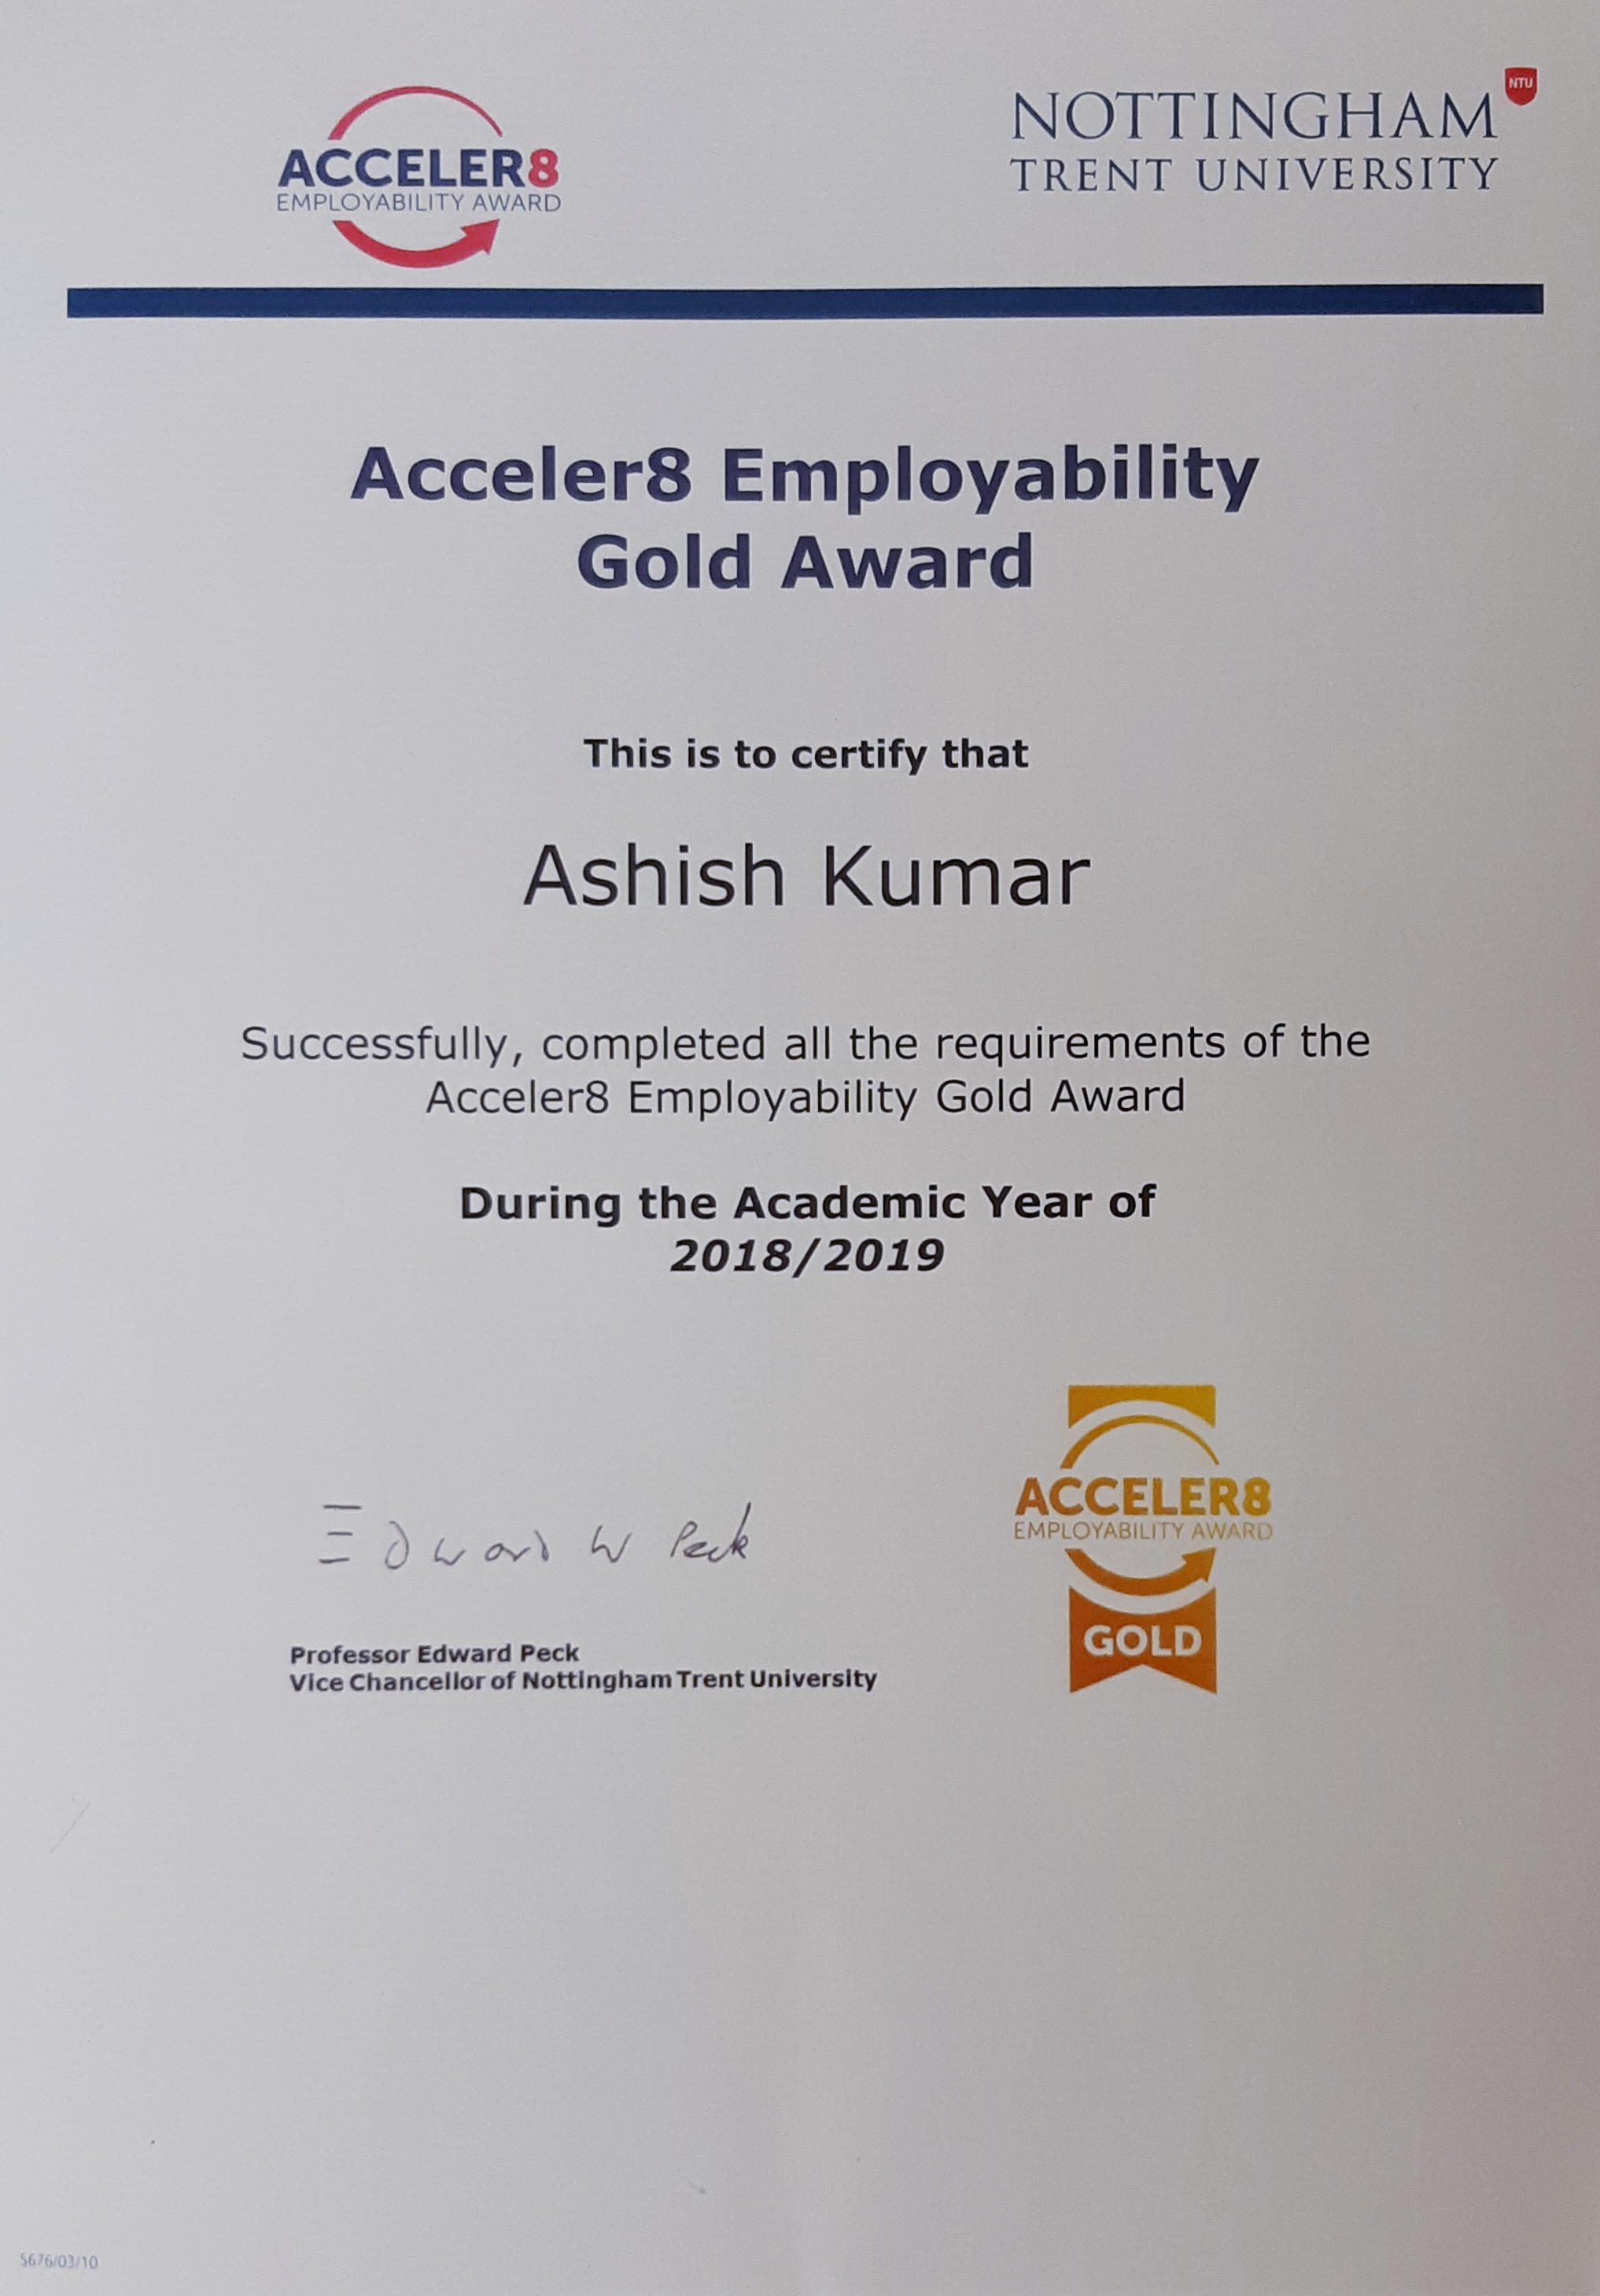 ACCELER8
EMPLOYABILITY AWARD
NOTTINGHAM
TRENT UNIVERSITY
NTU
Acceler8 Employability
Gold Award
This is to certify that
Ashish Kumar
Successfully, completed all the requirements of the
Acceler8 Employability Gold Award
During the Academic Year of
2018/2019
Edward W Peck
Professor Edward Peck
Vice Chancellor of Nottingham Trent University
ACCELER8
EMPLOYABILITY AWARD
GOLD
5676/03/10